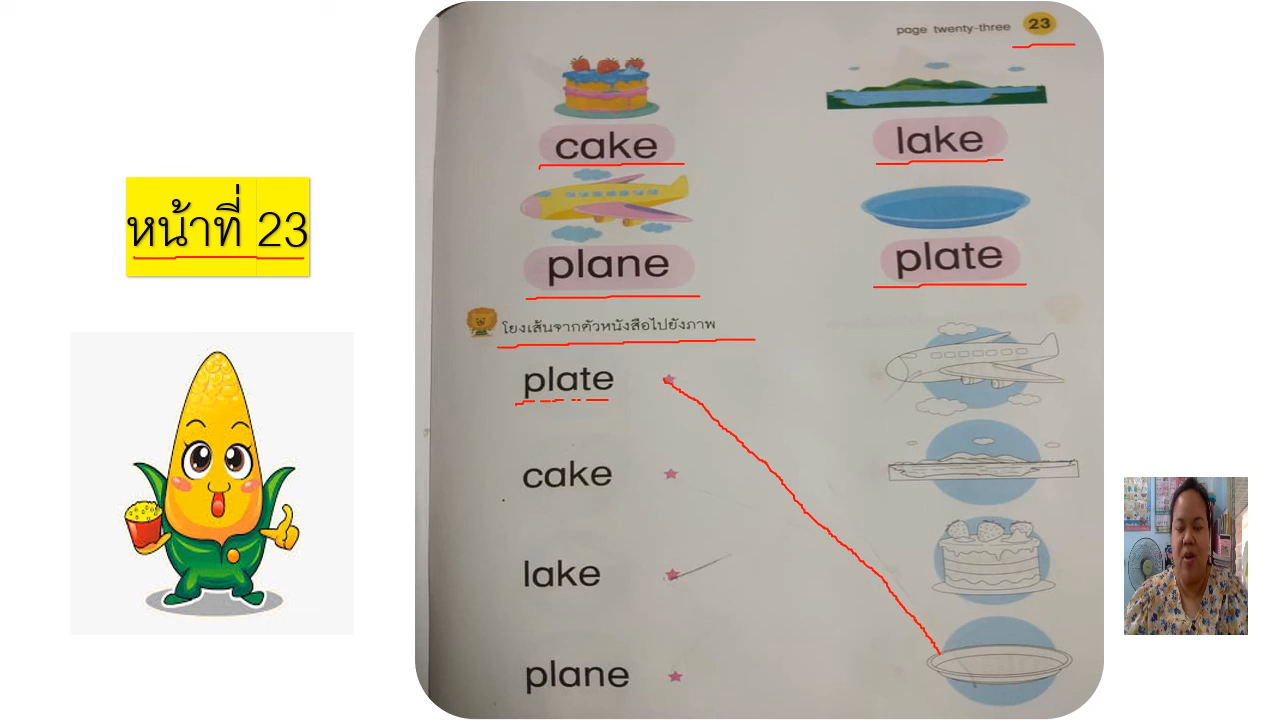 หน้าที่ 23
page twenty-three 23
cake
lake
plane
plate
โยงเส้นจากตัวหนังสือไปยังภาพ
plate
cake
lake
plane